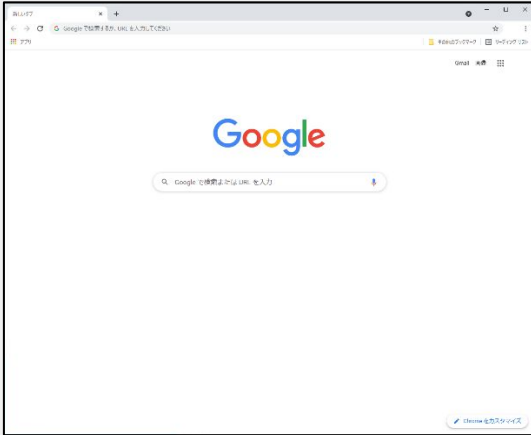 新しいタブ
Google で検索するか、URL を入力してください
アプリ
その他のブックマーク
リーディング リスト
Gmail 画像
Google
Google で検索または URL を入力
Chrome をカスタマイズ